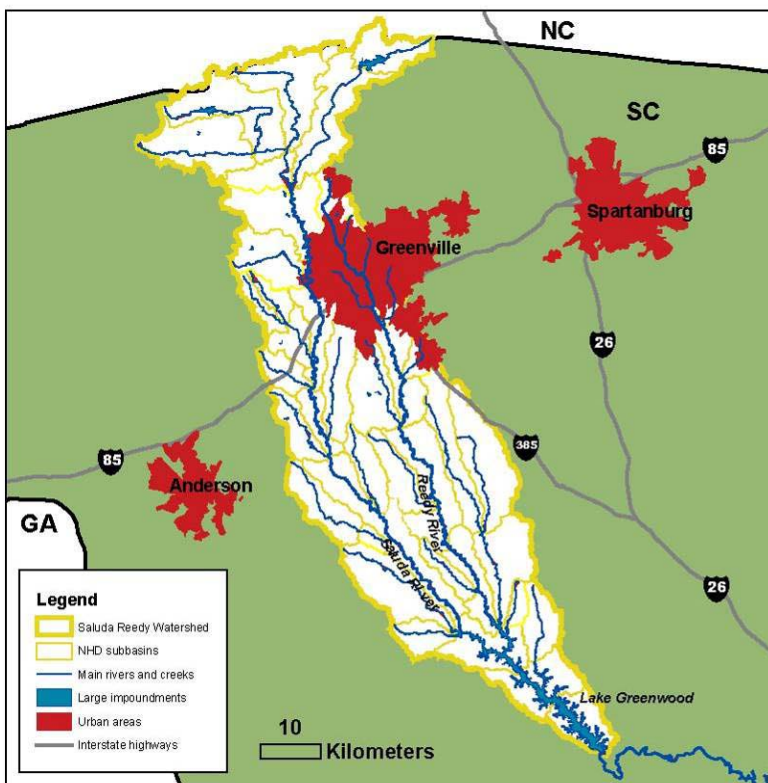 NC
SC
85
Spartanburg
Greenville
26
385
85
Anderson
Reedy River
GA
Saluda River
26
Legend
Saluda Reedy Watershed
NHD subbasins
Main rivers and creeks
Large impoundments
Urban areas
Interstate highways
Lake Greenwood
10
Kilometers